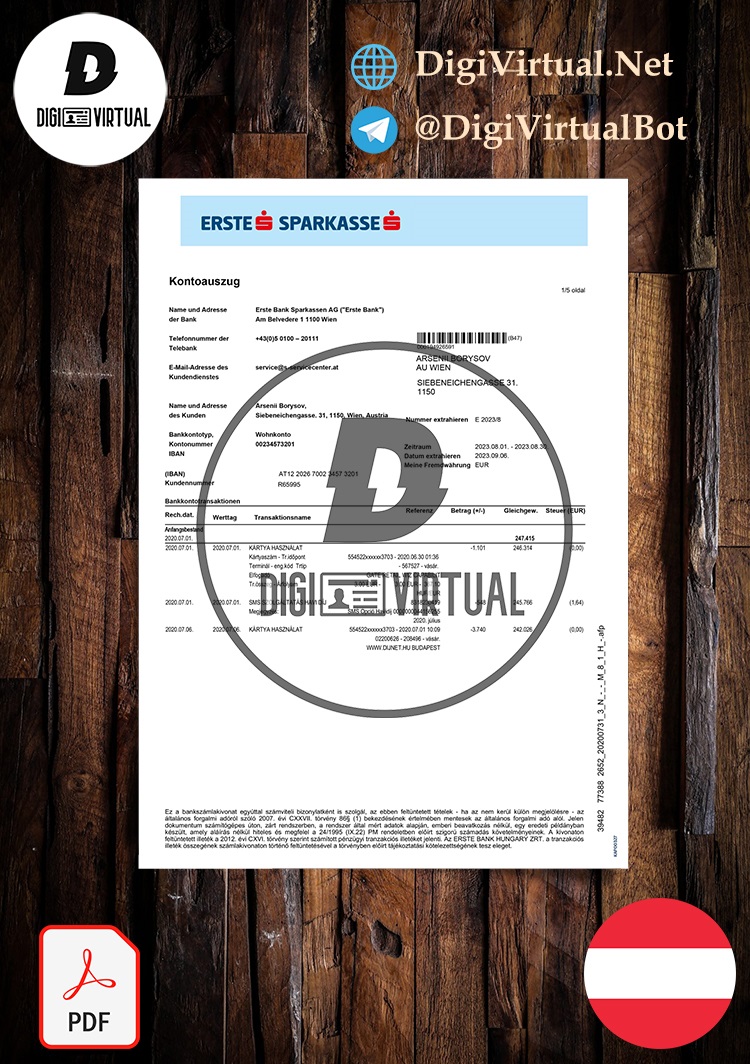 D
DIGI VIRTUAL
DigiVirtual.Net
@DigiVirtualBot
ERSTE SPARKASSE
Kontoauszug
1/5 oldal
Name und Adresse der Bank
Erste Bank Sparkassen AG ("Erste Bank")
Am Belvedere 1 1100 Wien
Telefonnummer der Telebank
+43(0)5 0100 – 20111
(B47)
E-Mail-Adresse des Kundendienstes
service@s-servicecenter.at
ARSENII BORYSOV
AU WIEN
SIEBENEICHENGASSE 31.
1150
Name und Adresse des Kunden
Arsenii Borysov,
Siebeneichengasse. 31, 1150, Wien, Austria
Nummer extrahieren E 2023/8
Bankkontotyp, Wohnkonto
Kontonummer 00234573201
IBAN
Zeitraum 2023.08.01. - 2023.08.30.
Datum extrahieren 2023.09.06.
Meine Fremdwährung EUR
(IBAN) AT12 2026 7002 3457 3201
Kundennummer R65995
Bankkontotransaktionen
Rech.dat. Werttag Transaktionsname Referenz Betrag (+/-) Gleichgew. Steuer (EUR)
Anfangsbestand
2020.07.01. 247.415
2020.07.01. 2020.07.01. KÁRTYA HASZNÁLAT -1.101 246.314 (0,00)
Kártyaszám - Tr.időpont 554522xxxxxx3703 - 2020.06.30 01:36
Terminál - eng.kód Trtip - 567527 - vásár.
2020.07.01. 2020.07.01. SMS SZOLGÁLTATÁS HAVI DÍJ 245.766 (1,64)
2020. július
2020.07.06. 2020.07.06. KÁRTYA HASZNÁLAT 554522xxxxxx3703 - 2020.07.01 10:09 -3.740 242.026 (0,00)
02200626 - 208496 - vásár.
WWW.DIJNET.HU BUDAPEST
39482 77388 2652_20200731_3_N_-_-_M_8_1_H_-.afp
Ez a bankszámlakivonat egyúttal számviteli bizonylatként is szolgál, az ebben feltüntetett tételek - ha az nem kerül külön megjelölésre - az
általános forgalmi adóról szóló 2007. évi CXXVII. törvény 86§ (1) bekezdésének értelmében mentesek az általános forgalmi adó alól. Jelen
dokumentum számítógépes úton, zárt rendszerben, a rendszer által mért adatok alapján, emberi beavatkozás nélkül, egy eredeti példányban
készült, amely aláírás nélkül hiteles és megfelel a 24/1995 (IX.22) PM rendeletben előírt szigorú számadás követelményeinek. A kivonaton
feltüntetett illeték a 2012. évi CXVI. törvény szerint számított pénzügyi tranzakciós illetéket jelenti. Az ERSTE BANK HUNGARY ZRT. a tranzakciós
illeték összegének számlakivonaton történő feltüntetésével a törvényben előírt tájékoztatási kötelezettségének tesz eleget.
D
DIGI VIRTUAL
PDF